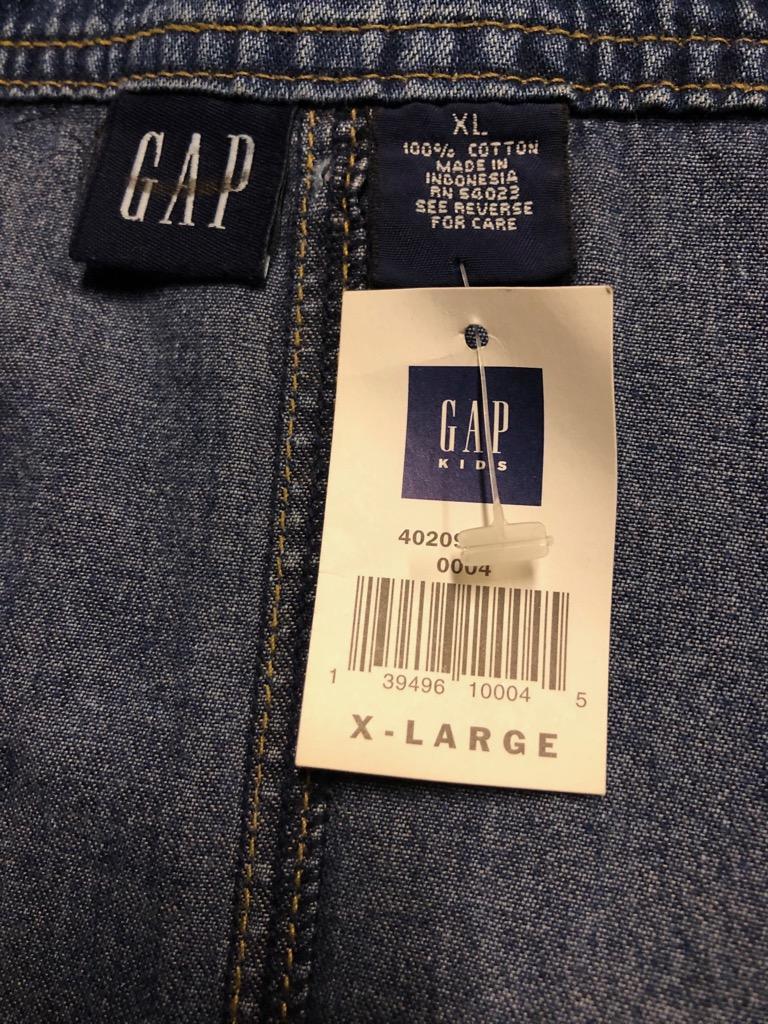 GAP
XL
100% COTTON
MADE IN
INDONESIA
RN 54023
SEE REVERSE
FOR CARE
GAP
KIDS
0004
1 39496 10004 5
X-LARGE